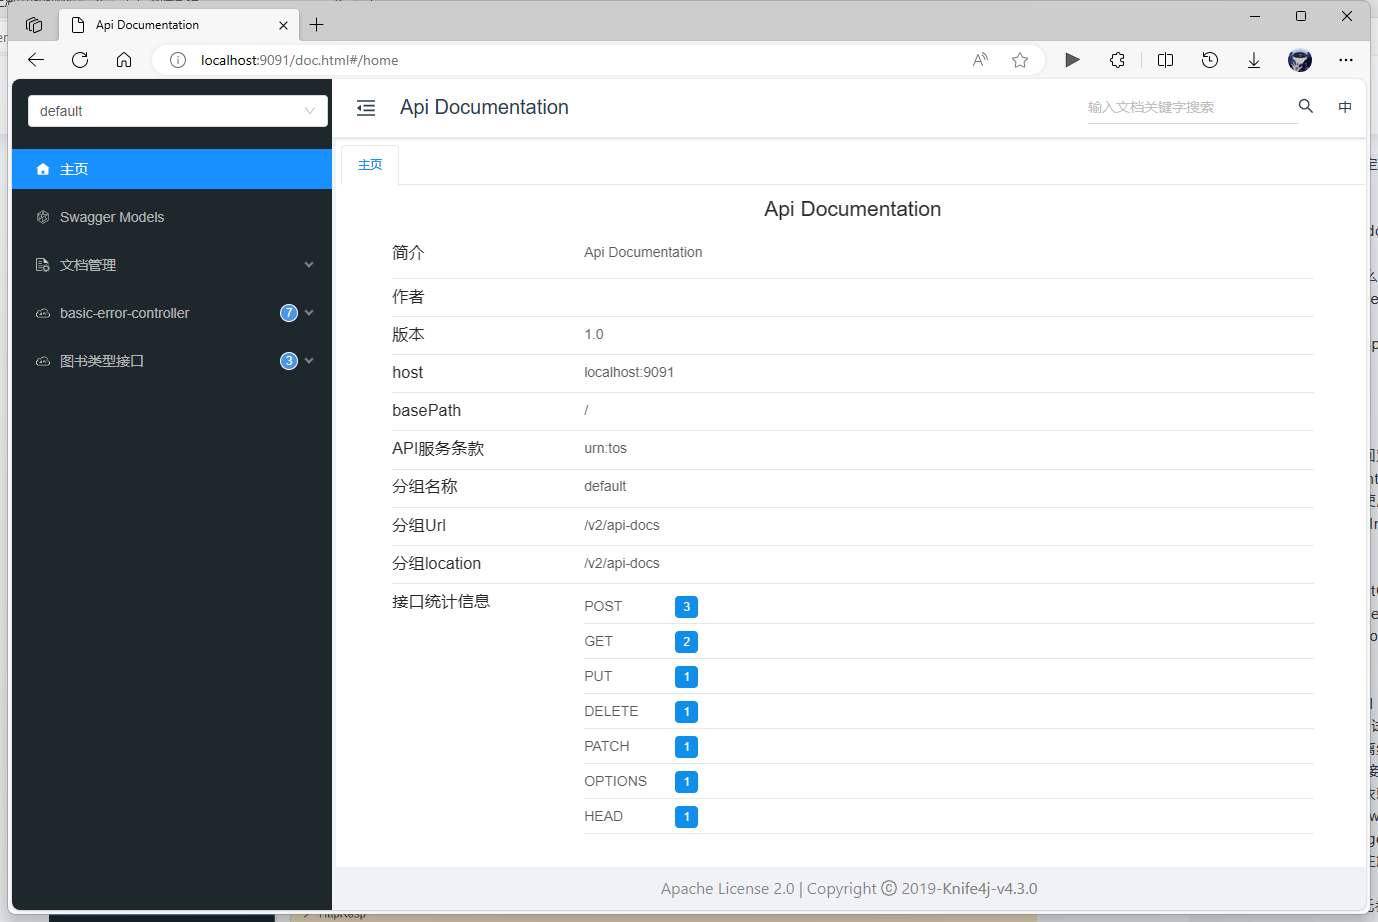 Api Documentation
localhost:9091/doc.html#/home
default
Api Documentation
输入文档关键字搜索
中
主页
主页
Swagger Models
文档管理
basic-error-controller
7
图书类型接口
3
Api Documentation
简介
Api Documentation
作者
版本
1.0
host
localhost:9091
basePath
/
API服务条款
urn:tos
分组名称
default
分组Url
/v2/api-docs
分组location
/v2/api-docs
接口统计信息
POST
3
GET
2
PUT
1
DELETE
1
PATCH
1
OPTIONS
1
HEAD
1
Apache License 2.0 | Copyright © 2019-Knife4j-v4.3.0